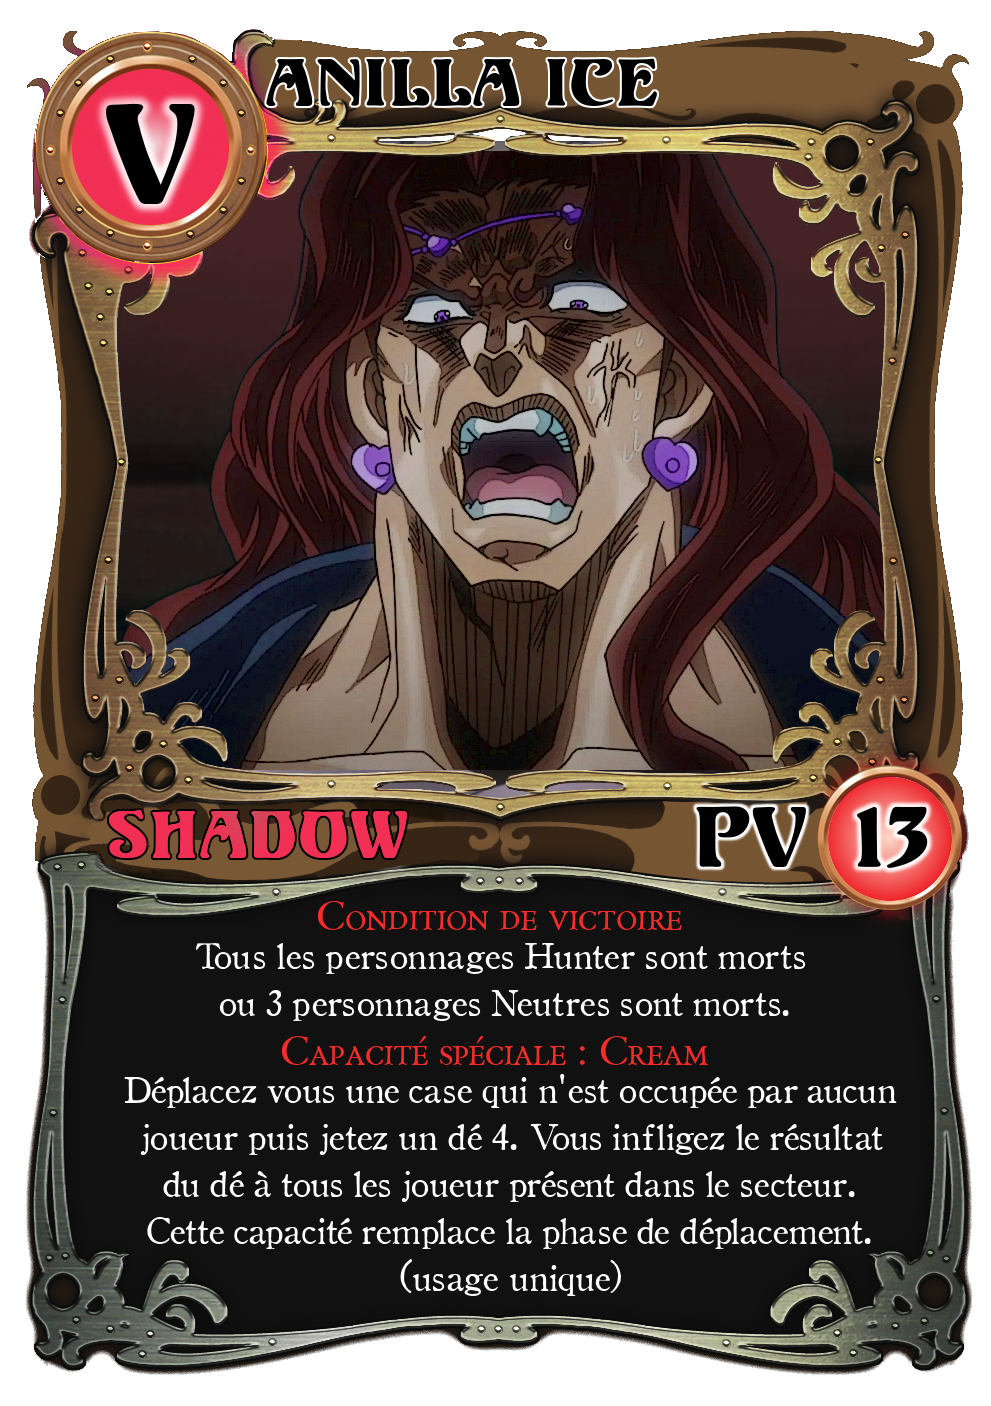 VANILLA ICE
SHADOW
PV 13
Condition de victoire
Tous les personnages Hunter sont morts
ou 3 personnages Neutres sont morts.
Capacité spéciale : Cream
Déplacez vous une case qui n'est occupée par aucun
joueur puis jetez un dé 4. Vous infligez le résultat
du dé à tous les joueur présent dans le secteur.
Cette capacité remplace la phase de déplacement.
(usage unique)